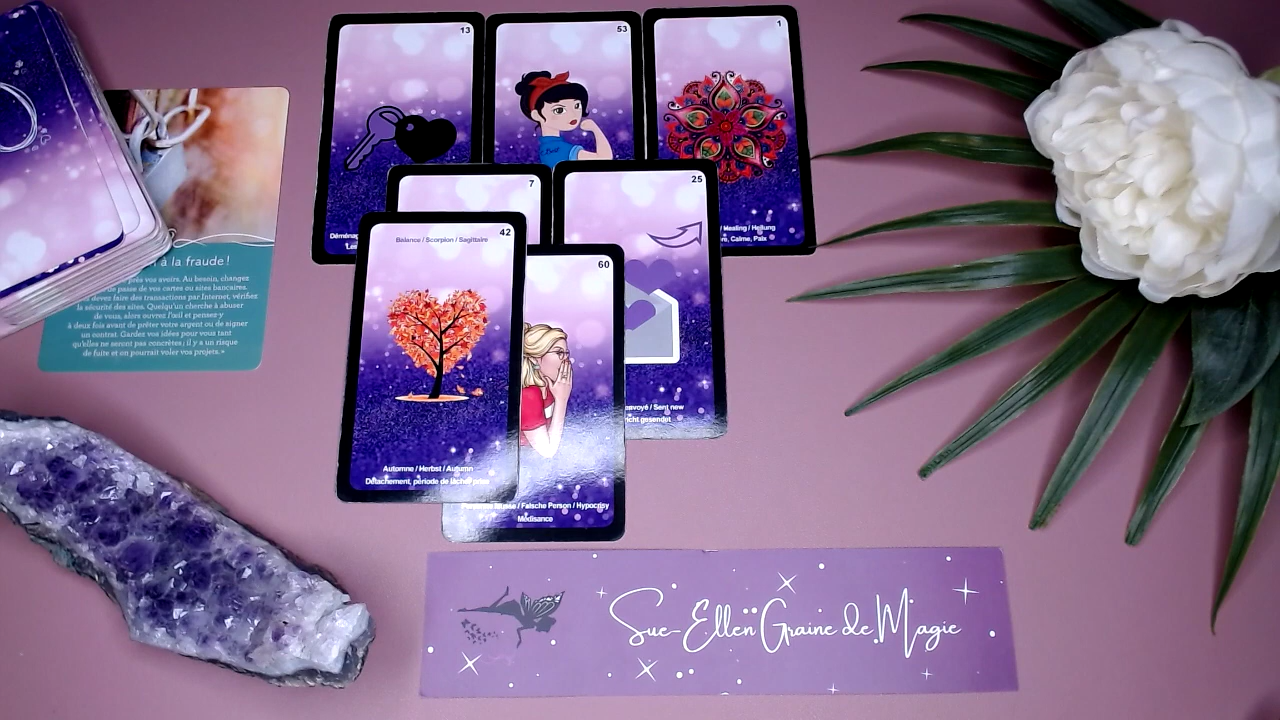 13
53
1
Healing / Heilung
Calme, Paix
7
25
envoyé / Sent new
gesendet
42
Balance / Scorpion / Sagittaire
Automne / Herbst / Autumn
Détachement, période de lâcher prise
60
Falsche Person / Hypocrisy
Médisance
à la fraude !
vos avoirs. Au besoin, changez
de passe de vos cartes ou sites bancaires.
devez faire des transactions par Internet, vérifiez
la sécurité des sites. Quelqu'un cherche à abuser
de vous, alors ouvrez l'œil et pensez-y
à deux fois avant de prêter votre argent ou de signer
un contrat. Gardez vos idées pour vous tant
qu'elles ne seront pas concrètes ; il y a un risque
de fuite et on pourrait voler vos projets. »
Sue-Ellen Graine de Magie